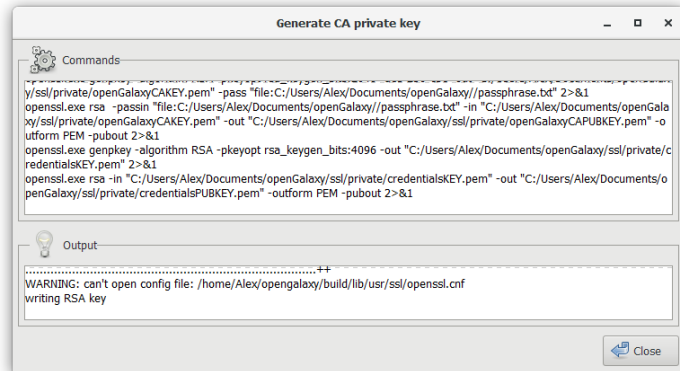 Generate CA private key
Commands
y/ssl/private/openGalaxyCAKEY.pem" -pass "file:C:/Users/Alex/Documents/openGalaxy//passphrase.txt" 2>&1
openssl.exe rsa  -passin "file:C:/Users/Alex/Documents/openGalaxy//passphrase.txt" -in "C:/Users/Alex/Documents/openGala
xy/ssl/private/openGalaxyCAKEY.pem" -out "C:/Users/Alex/Documents/openGalaxy/ssl/private/openGalaxyCAPUBKEY.pem" -o
utform PEM -pubout 2>&1
openssl.exe genpkey -algorithm RSA -pkeyopt rsa_keygen_bits:4096 -out "C:/Users/Alex/Documents/openGalaxy/ssl/private/c
redentialsKEY.pem" 2>&1
openssl.exe rsa -in "C:/Users/Alex/Documents/openGalaxy/ssl/private/credentialsKEY.pem" -out "C:/Users/Alex/Documents/o
penGalaxy/ssl/private/credentialsPUBKEY.pem" -outform PEM -pubout 2>&1
Output
................................................................................++
WARNING: can't open config file: /home/Alex/opengalaxy/build/lib/usr/ssl/openssl.cnf
writing RSA key
Close